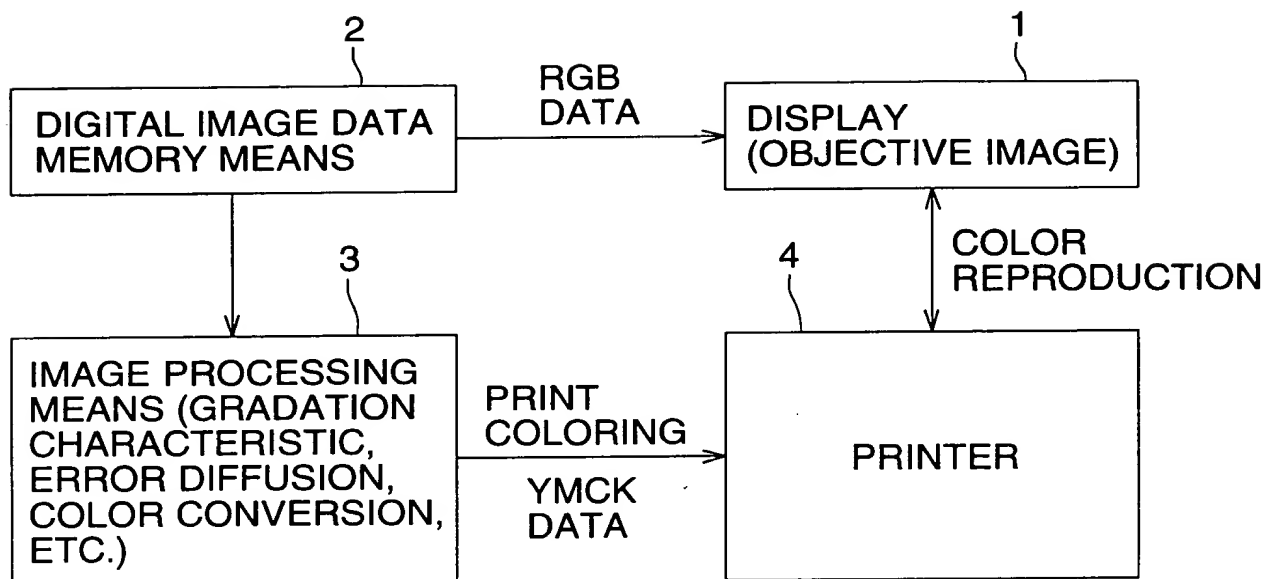 2
DIGITAL IMAGE DATA
MEMORY MEANS
RGB
DATA
1
DISPLAY
(OBJECTIVE IMAGE)
COLOR
REPRODUCTION
3
IMAGE PROCESSING
MEANS (GRADATION
CHARACTERISTIC,
ERROR DIFFUSION,
COLOR CONVERSION,
ETC.)
PRINT
COLORING
YMCK
DATA
4
PRINTER